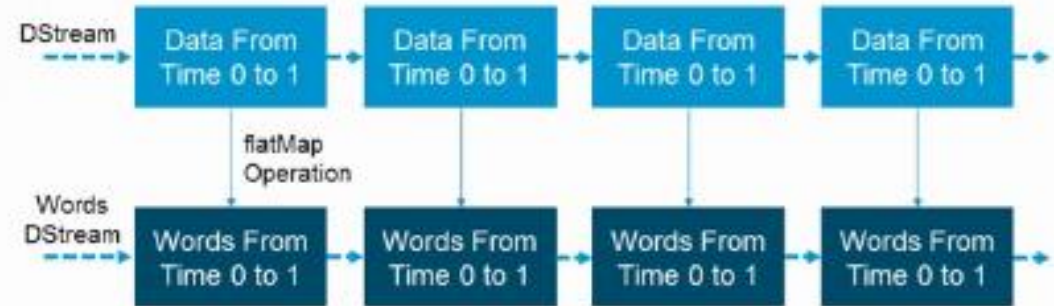 DStream
Data From
Time 0 to 1
Data From
Time 0 to 1
Data From
Time 0 to 1
Data From
Time 0 to 1
flatMap
Operation
Words
DStream
Words From
Time 0 to 1
Words From
Time 0 to 1
Words From
Time 0 to 1
Words From
Time 0 to 1